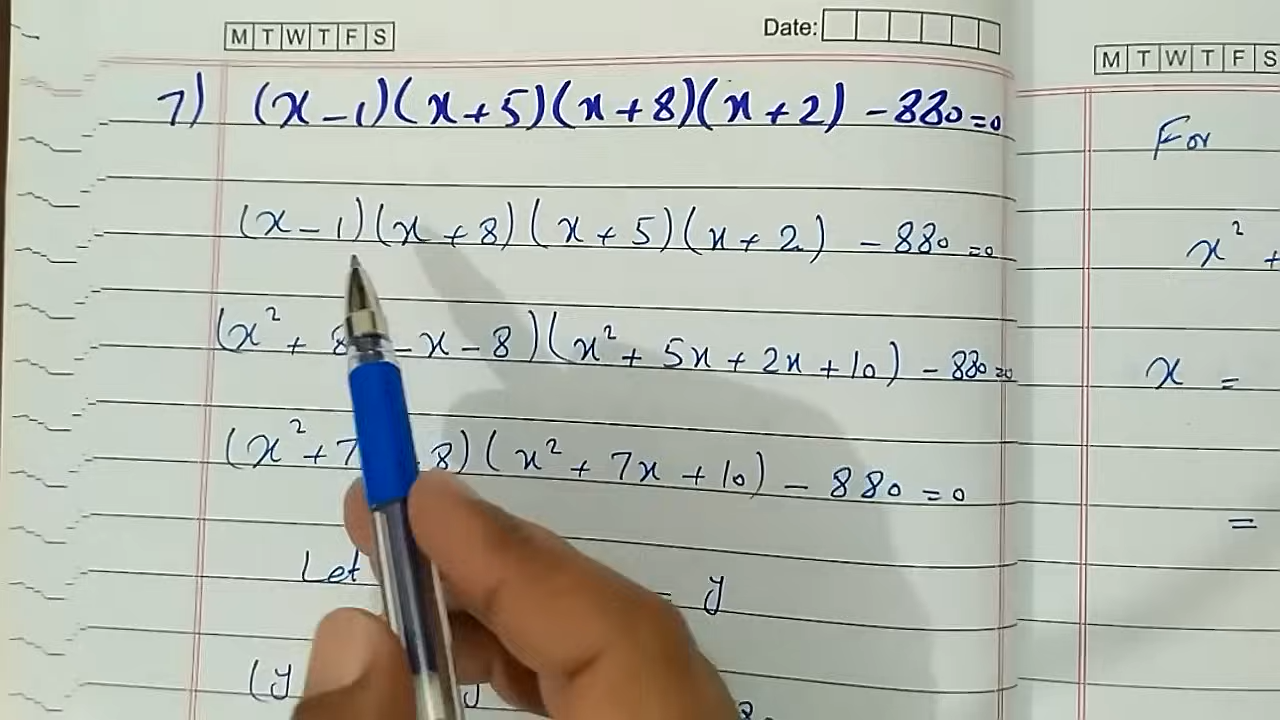 M T W T F S
Date:
7) (x-1)(x+5)(x+8)(x+2) -880=0
(x-1)(x+8)(x+5)(x+2) -880=0
(x²+8 -x-8)(x²+5x+2x+10) -880=0
(x²+7 8)(x²+7x+10) -880=0
Let = y
(y
M T W T F S
For
x² +
x =
=